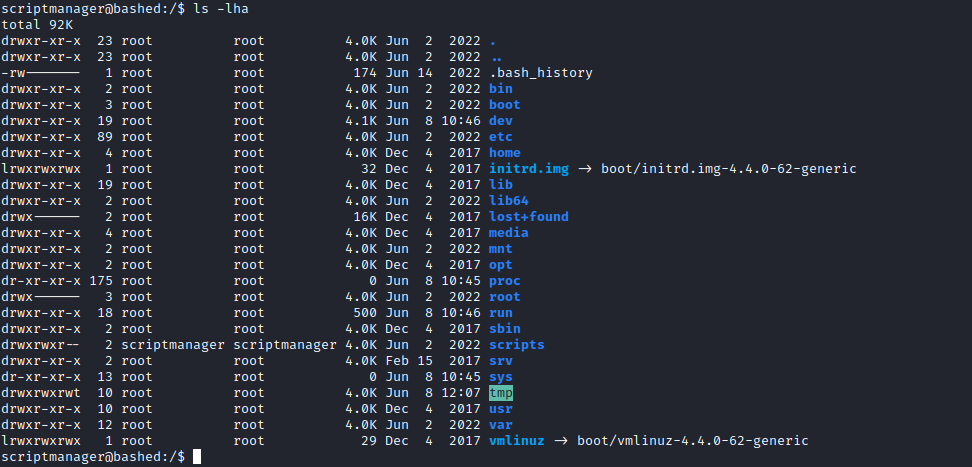 scriptmanager@bashed:/$ ls -lha
total 92K
drwxr-xr-x  23 root          root          4.0K Jun  2  2022 .
drwxr-xr-x  23 root          root          4.0K Jun  2  2022 ..
-rw-------   1 root          root           174 Jun 14  2022 .bash_history
drwxr-xr-x   2 root          root          4.0K Jun  2  2022 bin
drwxr-xr-x   3 root          root          4.0K Jun  2  2022 boot
drwxr-xr-x  19 root          root          4.1K Jun  8 10:46 dev
drwxr-xr-x  89 root          root          4.0K Jun  2  2022 etc
drwxr-xr-x   4 root          root          4.0K Dec  4  2017 home
lrwxrwxrwx   1 root          root            32 Dec  4  2017 initrd.img -> boot/initrd.img-4.4.0-62-generic
drwxr-xr-x  19 root          root          4.0K Dec  4  2017 lib
drwxr-xr-x   2 root          root          4.0K Jun  2  2022 lib64
drwx------   2 root          root           16K Dec  4  2017 lost+found
drwxr-xr-x   4 root          root          4.0K Dec  4  2017 media
drwxr-xr-x   2 root          root          4.0K Jun  2  2022 mnt
drwxr-xr-x   2 root          root          4.0K Dec  4  2017 opt
dr-xr-xr-x 175 root          root             0 Jun  8 10:45 proc
drwx------   3 root          root          4.0K Jun  2  2022 root
drwxr-xr-x  18 root          root           500 Jun  8 10:46 run
drwxr-xr-x   2 root          root          4.0K Dec  4  2017 sbin
drwxrwxr--   2 scriptmanager scriptmanager 4.0K Jun  2  2022 scripts
drwxr-xr-x   2 root          root          4.0K Feb 15  2017 srv
dr-xr-xr-x  13 root          root             0 Jun  8 10:45 sys
drwxrwxrwt  10 root          root          4.0K Jun  8 12:07 tmp
drwxr-xr-x  10 root          root          4.0K Dec  4  2017 usr
drwxr-xr-x  12 root          root          4.0K Jun  2  2022 var
lrwxrwxrwx   1 root          root            29 Dec  4  2017 vmlinuz -> boot/vmlinuz-4.4.0-62-generic
scriptmanager@bashed:/$